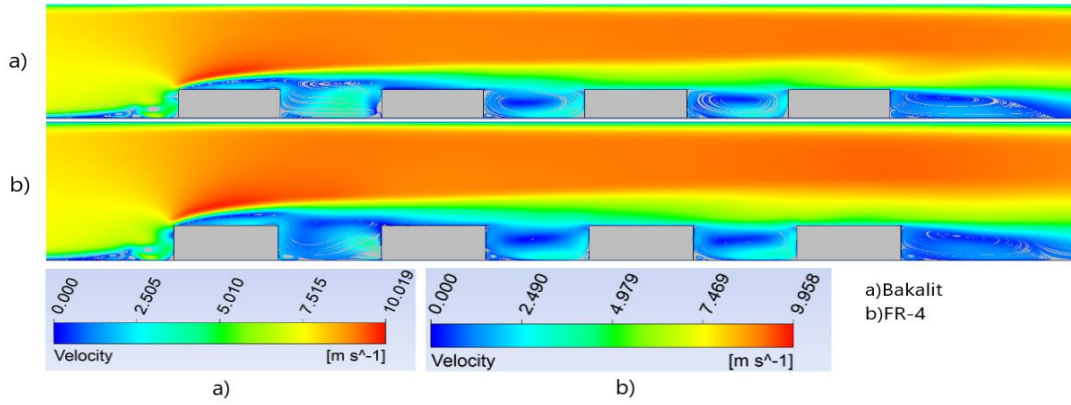 a)
b)
0.000 2.505 5.010 7.515 10.019
Velocity [m s^-1]
a)
0.000 2.490 4.979 7.469 9.958
Velocity [m s^-1]
b)
a)Bakalit
b)FR-4